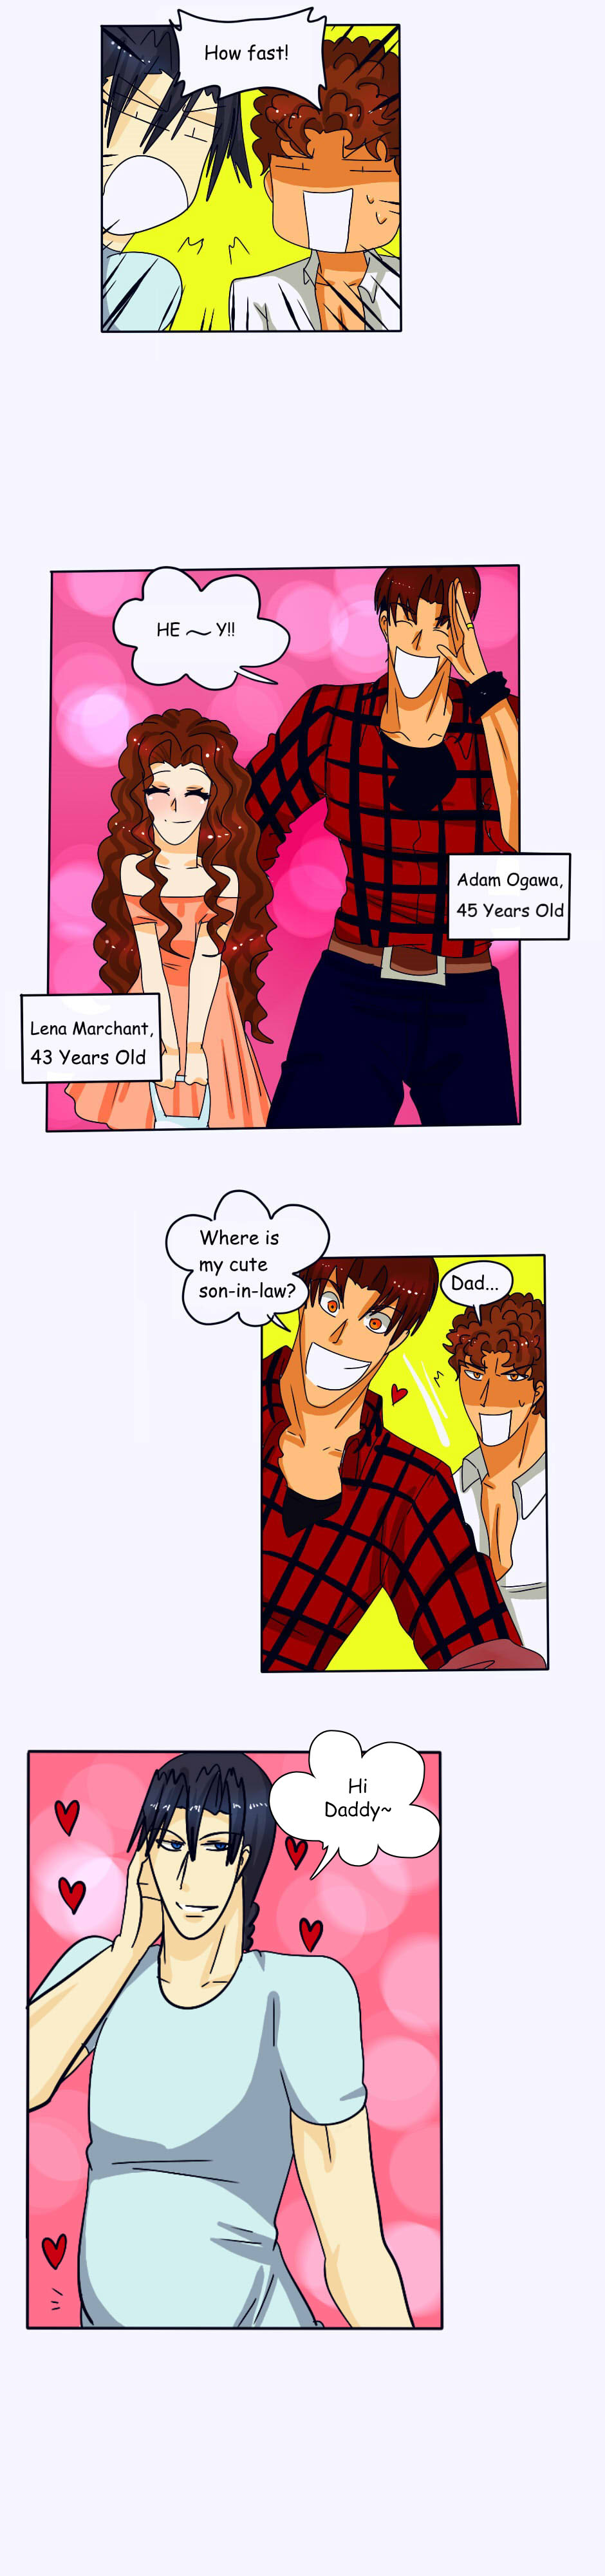 How fast!
HE ~ Y!!
Adam Ogawa,
45 Years Old
Lena Marchant,
43 Years Old
Where is
my cute
son-in-law?
Dad...
Hi
Daddy~